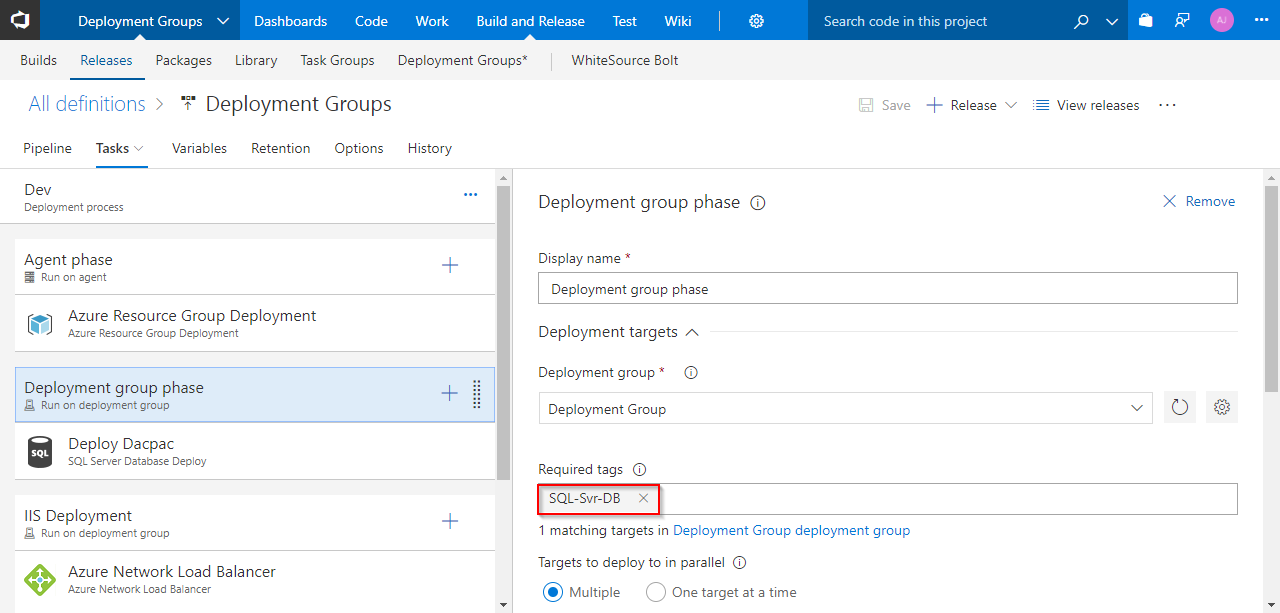 Deployment Groups Dashboards Code Work Build and Release Test Wiki Search code in this project AJ
Builds Releases Packages Library Task Groups Deployment Groups* WhiteSource Bolt
All definitions > Deployment Groups Save Release View releases
Pipeline Tasks Variables Retention Options History
Dev
Deployment process
Agent phase
Run on agent
Azure Resource Group Deployment
Azure Resource Group Deployment
Deployment group phase
Run on deployment group
SQL
Deploy Dacpac
SQL Server Database Deploy
IIS Deployment
Run on deployment group
Azure Network Load Balancer
Azure Network Load Balancer
Deployment group phase Remove
Display name *
Deployment group phase
Deployment targets
Deployment group *
Deployment Group
Required tags
SQL-Svr-DB
1 matching targets in Deployment Group deployment group
Targets to deploy to in parallel
Multiple One target at a time